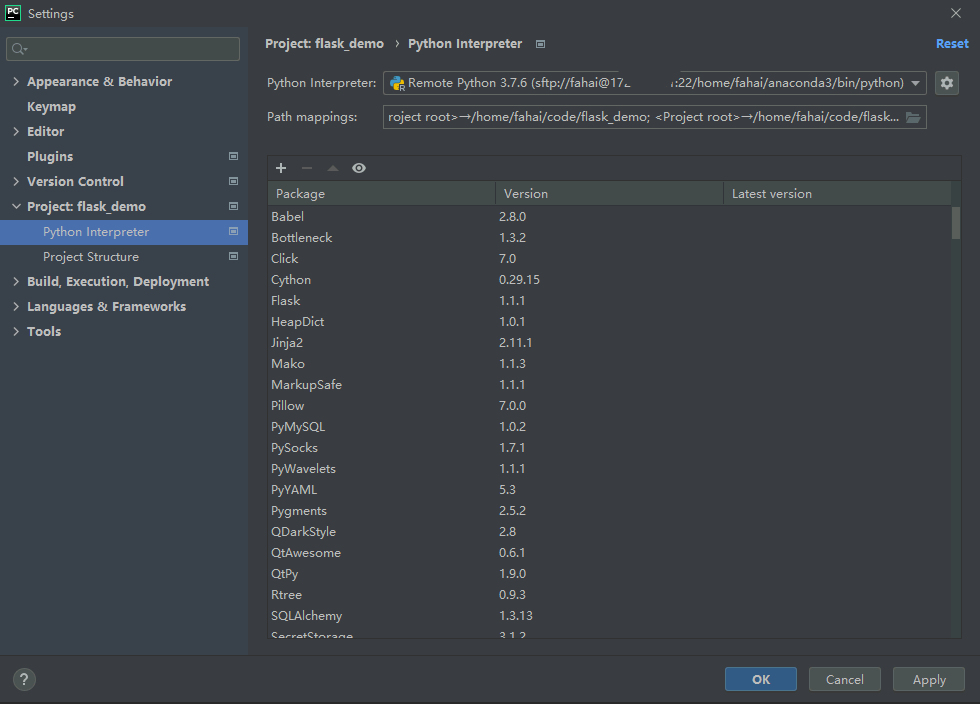 PC Settings
Project: flask_demo › Python Interpreter
Reset
Appearance & Behavior
Keymap
Editor
Plugins
Version Control
Project: flask_demo
Python Interpreter
Project Structure
Build, Execution, Deployment
Languages & Frameworks
Tools
Python Interpreter: Remote Python 3.7.6 (sftp://fahai@17 :22/home/fahai/anaconda3/bin/python)
Path mappings: roject root>→/home/fahai/code/flask_demo; <Project root>→/home/fahai/code/flask...
Package Version Latest version
Babel 2.8.0
Bottleneck 1.3.2
Click 7.0
Cython 0.29.15
Flask 1.1.1
HeapDict 1.0.1
Jinja2 2.11.1
Mako 1.1.3
MarkupSafe 1.1.1
Pillow 7.0.0
PyMySQL 1.0.2
PySocks 1.7.1
PyWavelets 1.1.1
PyYAML 5.3
Pygments 2.5.2
QDarkStyle 2.8
QtAwesome 0.6.1
QtPy 1.9.0
Rtree 0.9.3
SQLAlchemy 1.3.13
SecretStorage 3.1.2
?
OK Cancel Apply